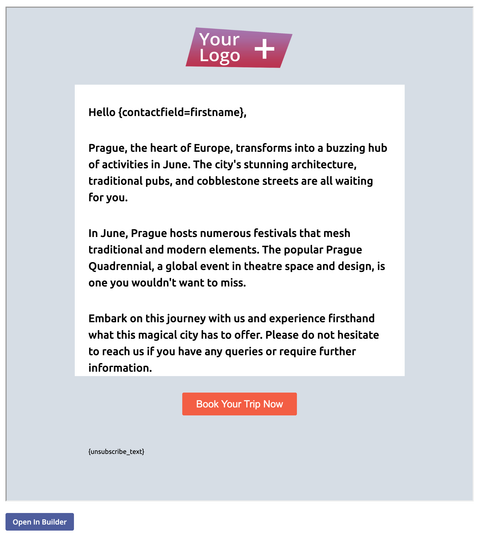 Your
Logo +
Hello {contactfield=firstname},
Prague, the heart of Europe, transforms into a buzzing hub
of activities in June. The city's stunning architecture,
traditional pubs, and cobblestone streets are all waiting
for you.
In June, Prague hosts numerous festivals that mesh
traditional and modern elements. The popular Prague
Quadrennial, a global event in theatre space and design, is
one you wouldn't want to miss.
Embark on this journey with us and experience firsthand
what this magical city has to offer. Please do not hesitate
to reach us if you have any queries or require further
information.
Book Your Trip Now
{unsubscribe_text}
Open In Builder